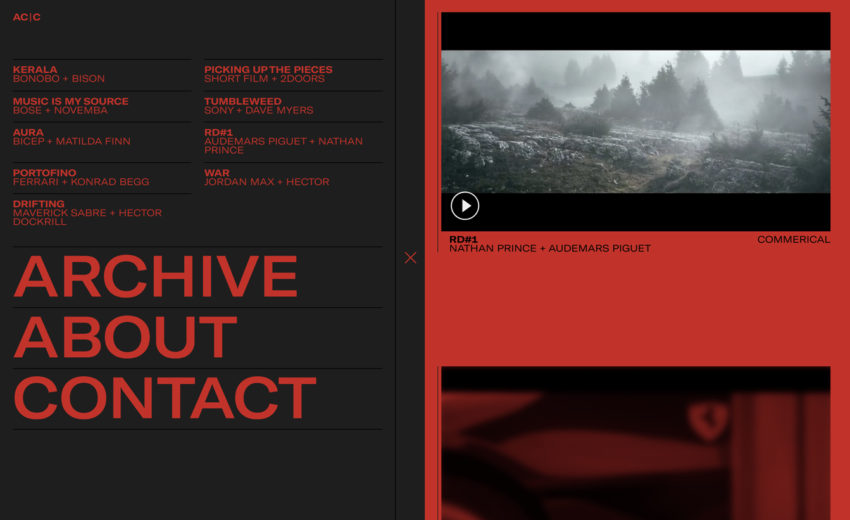 AC|C
KERALA
BONOBO + BISON
PICKING UP THE PIECES
SHORT FILM + 2DOORS
MUSIC IS MY SOURCE
BOSE + NOVEMBA
TUMBLEWEED
SONY + DAVE MYERS
AURA
BICEP + MATILDA FINN
RD#1
AUDEMARS PIGUET + NATHAN
PRINCE
PORTOFINO
FERRARI + KONRAD BEGG
WAR
JORDAN MAX + HECTOR
DRIFTING
MAVERICK SABRE + HECTOR
DOCKRILL
ARCHIVE
ABOUT
CONTACT
RD#1
NATHAN PRINCE + AUDEMARS PIGUET
COMMERICAL